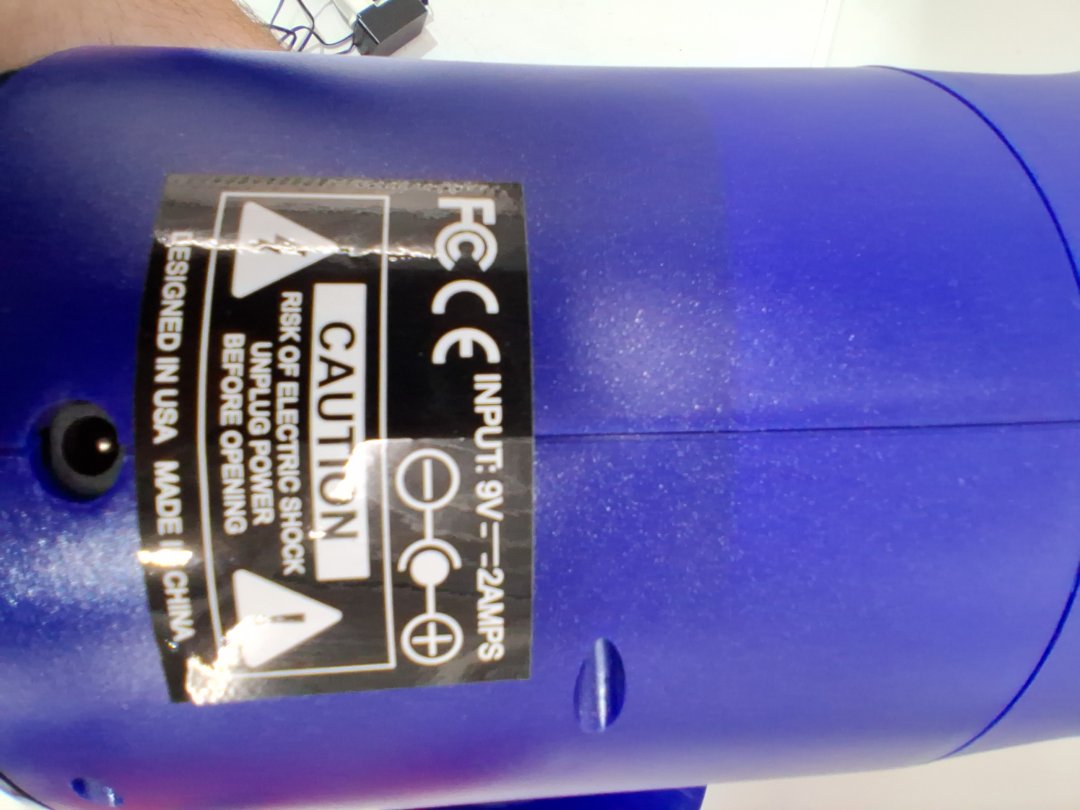 FC CE INPUT: 9V⎓2AMPS
CAUTION
RISK OF ELECTRIC SHOCK
UNPLUG POWER
BEFORE OPENING
DESIGNED IN USA MADE IN CHINA